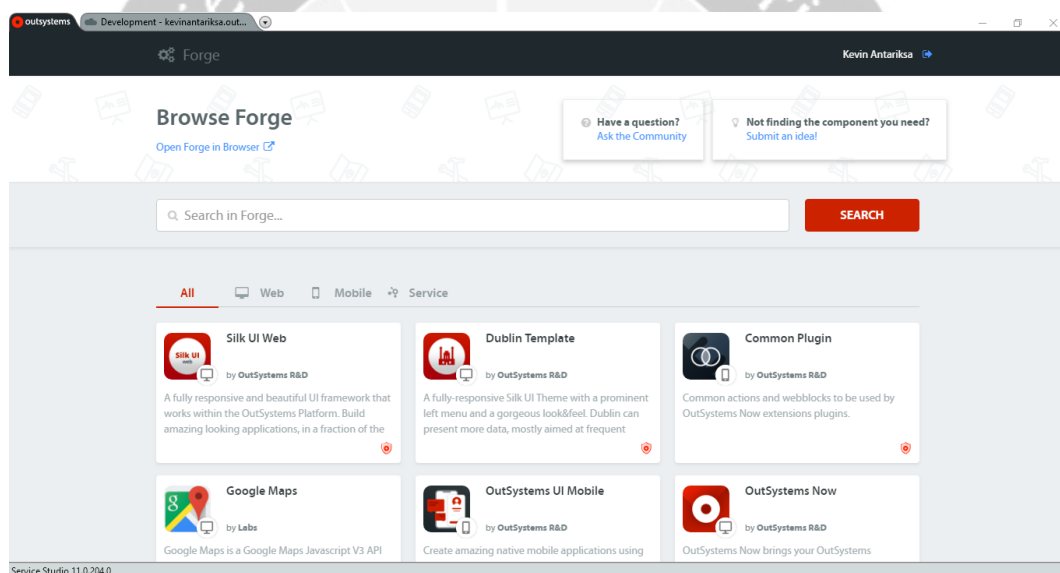 outsystems
Development - kevinantariksa.out...
Forge
Kevin Antariksa
Browse Forge
Open Forge in Browser
Have a question?
Ask the Community
Not finding the component you need?
Submit an idea!
Search in Forge...
SEARCH
All
Web
Mobile
Service
Silk UI
web
Silk UI Web
by OutSystems R&D
A fully responsive and beautiful UI framework that
works within the OutSystems Platform. Build
amazing looking applications, in a fraction of the
Dublin Template
by OutSystems R&D
A fully-responsive Silk UI Theme with a prominent
left menu and a gorgeous look&feel. Dublin can
present more data, mostly aimed at frequent
Common Plugin
by OutSystems R&D
Common actions and webblocks to be used by
OutSystems Now extensions plugins.
8
Google Maps
by Labs
Google Maps is a Google Maps Javascript V3 API
OutSystems UI Mobile
by OutSystems R&D
Create amazing native mobile applications using
OutSystems Now
by OutSystems R&D
OutSystems Now brings your OutSystems
Service Studio 11.0.204.0